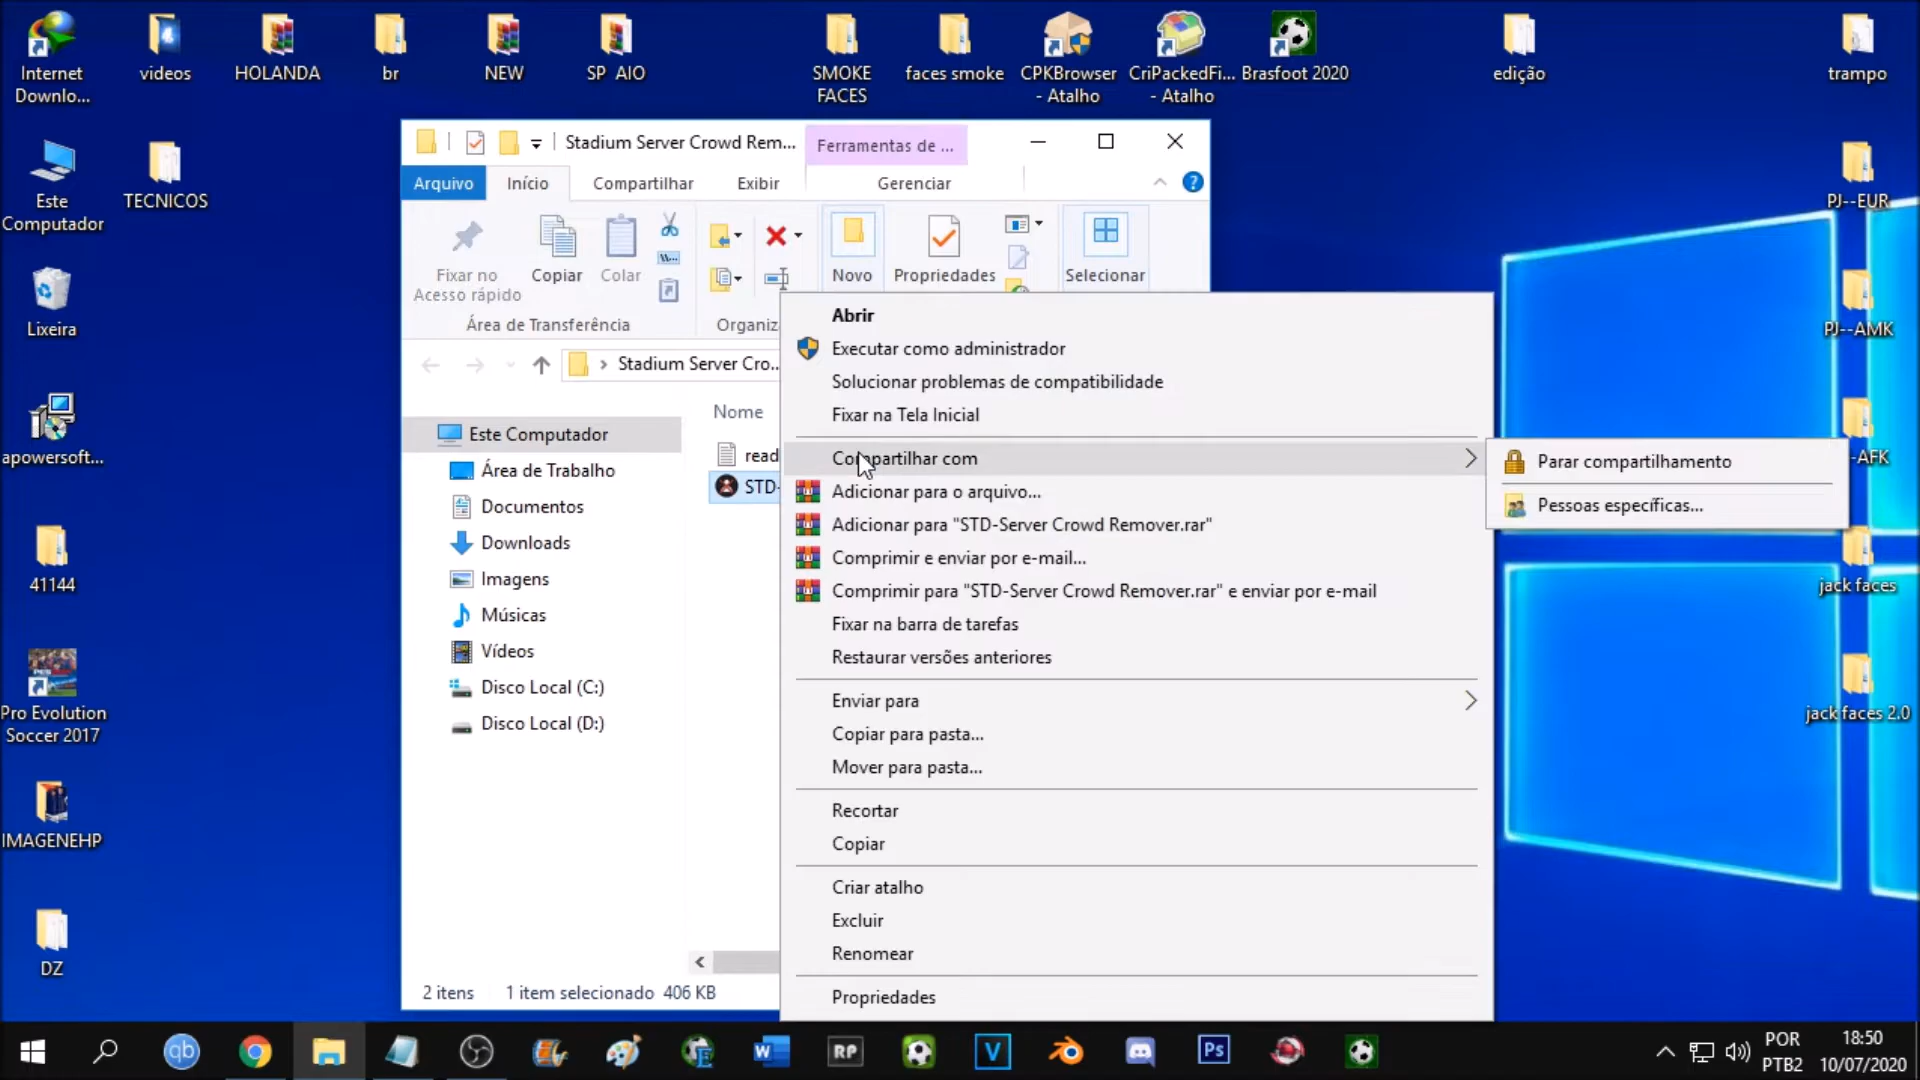 Internet
Downlo...
videos
HOLANDA
br
NEW
SP AIO
SMOKE
FACES
faces smoke
CPKBrowser
- Atalho
CriPackedFi...
- Atalho
Brasfoot 2020
edição
trampo
Este
Computador
TECNICOS
Lixeira
apowersoft...
41144
Pro Evolution
Soccer 2017
IMAGENEHP
DZ
PJ--EUR
PJ--AMK
-AFK
jack faces
jack faces 2.0
Stadium Server Crowd Rem...
Ferramentas de ...
Arquivo
Início
Compartilhar
Exibir
Gerenciar
Fixar no
Acesso rápido
Copiar
Colar
Novo
Propriedades
Selecionar
Área de Transferência
Organiz
Stadium Server Cro...
Nome
Este Computador
Área de Trabalho
Documentos
Downloads
Imagens
Músicas
Vídeos
Disco Local (C:)
Disco Local (D:)
read
STD-
2 itens
1 item selecionado 406 KB
Abrir
Executar como administrador
Solucionar problemas de compatibilidade
Fixar na Tela Inicial
Compartilhar com
Adicionar para o arquivo...
Adicionar para "STD-Server Crowd Remover.rar"
Comprimir e enviar por e-mail...
Comprimir para "STD-Server Crowd Remover.rar" e enviar por e-mail
Fixar na barra de tarefas
Restaurar versões anteriores
Enviar para
Copiar para pasta...
Mover para pasta...
Recortar
Copiar
Criar atalho
Excluir
Renomear
Propriedades
Parar compartilhamento
Pessoas específicas...
qb
W
RP
V
Ps
POR
PTB2
18:50
10/07/2020